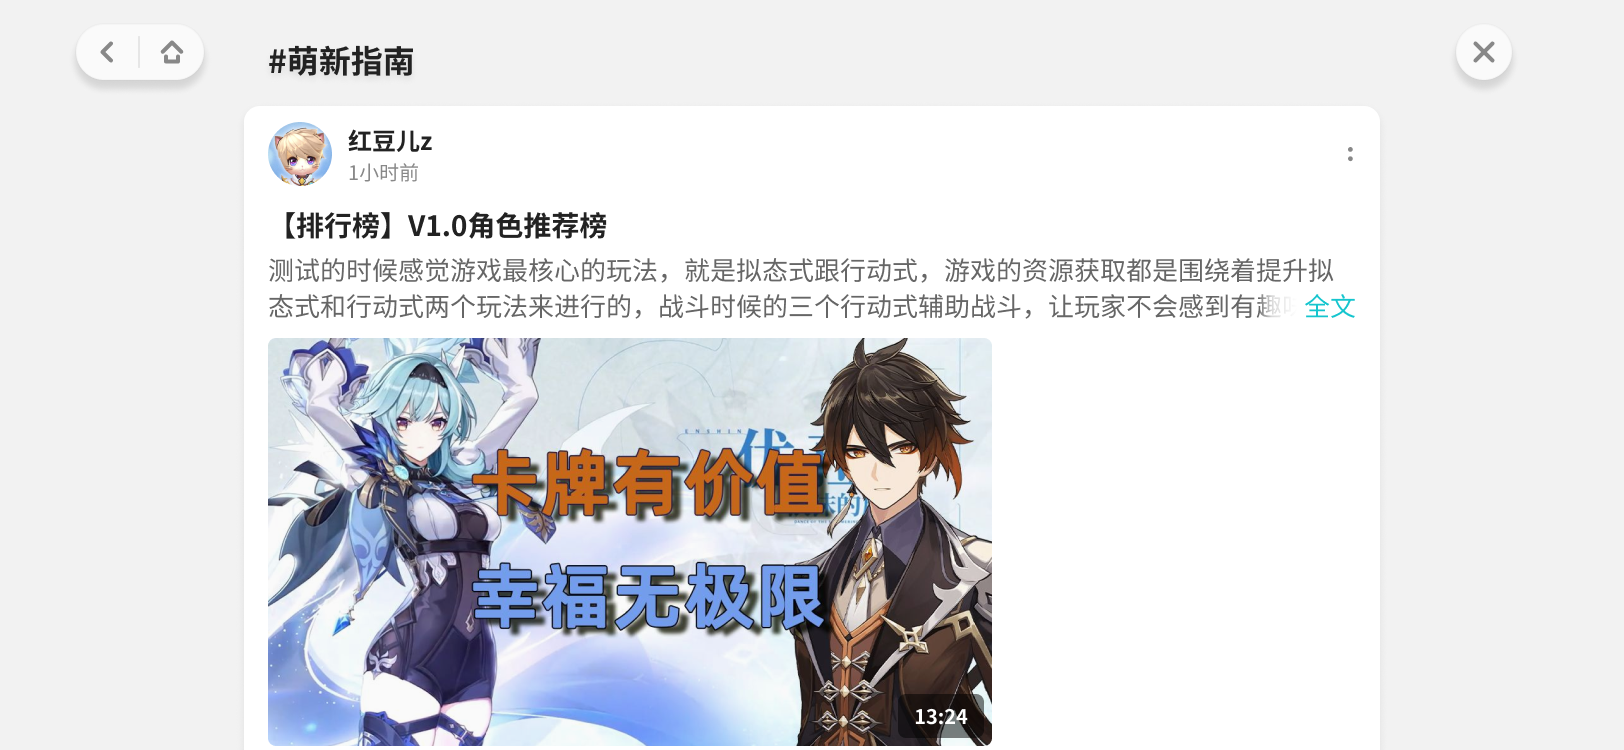 #萌新指南
红豆儿z
1小时前
【排行榜】V1.0角色推荐榜
测试的时候感觉游戏最核心的玩法，就是拟态式跟行动式，游戏的资源获取都是围绕着提升拟
态式和行动式两个玩法来进行的，战斗时候的三个行动式辅助战斗，让玩家不会感到有趣 全文
卡牌有价值
幸福无极限
13:24